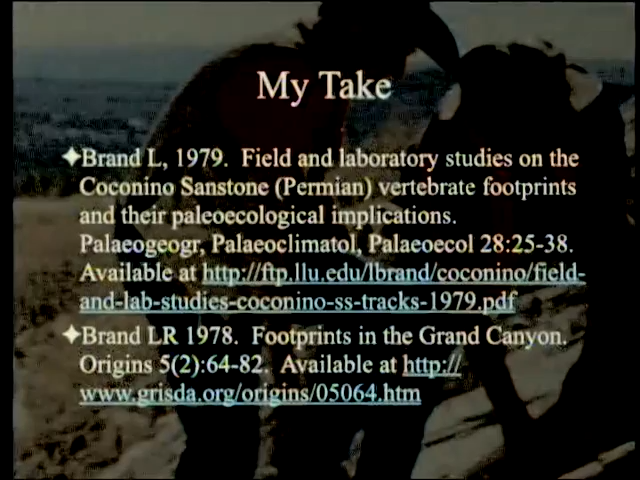 My Take
✦Brand L, 1979. Field and laboratory studies on the
Coconino Sanstone (Permian) vertebrate footprints
and their paleoecological implications.
Palaeogeogr, Palaeoclimatol, Palaeoecol 28:25-38.
Available at http://ftp.llu.edu/lbrand/coconino/field-
and-lab-studies-coconino-ss-tracks-1979.pdf
✦Brand LR 1978. Footprints in the Grand Canyon.
Origins 5(2):64-82. Available at http://
www.grisda.org/origins/05064.htm